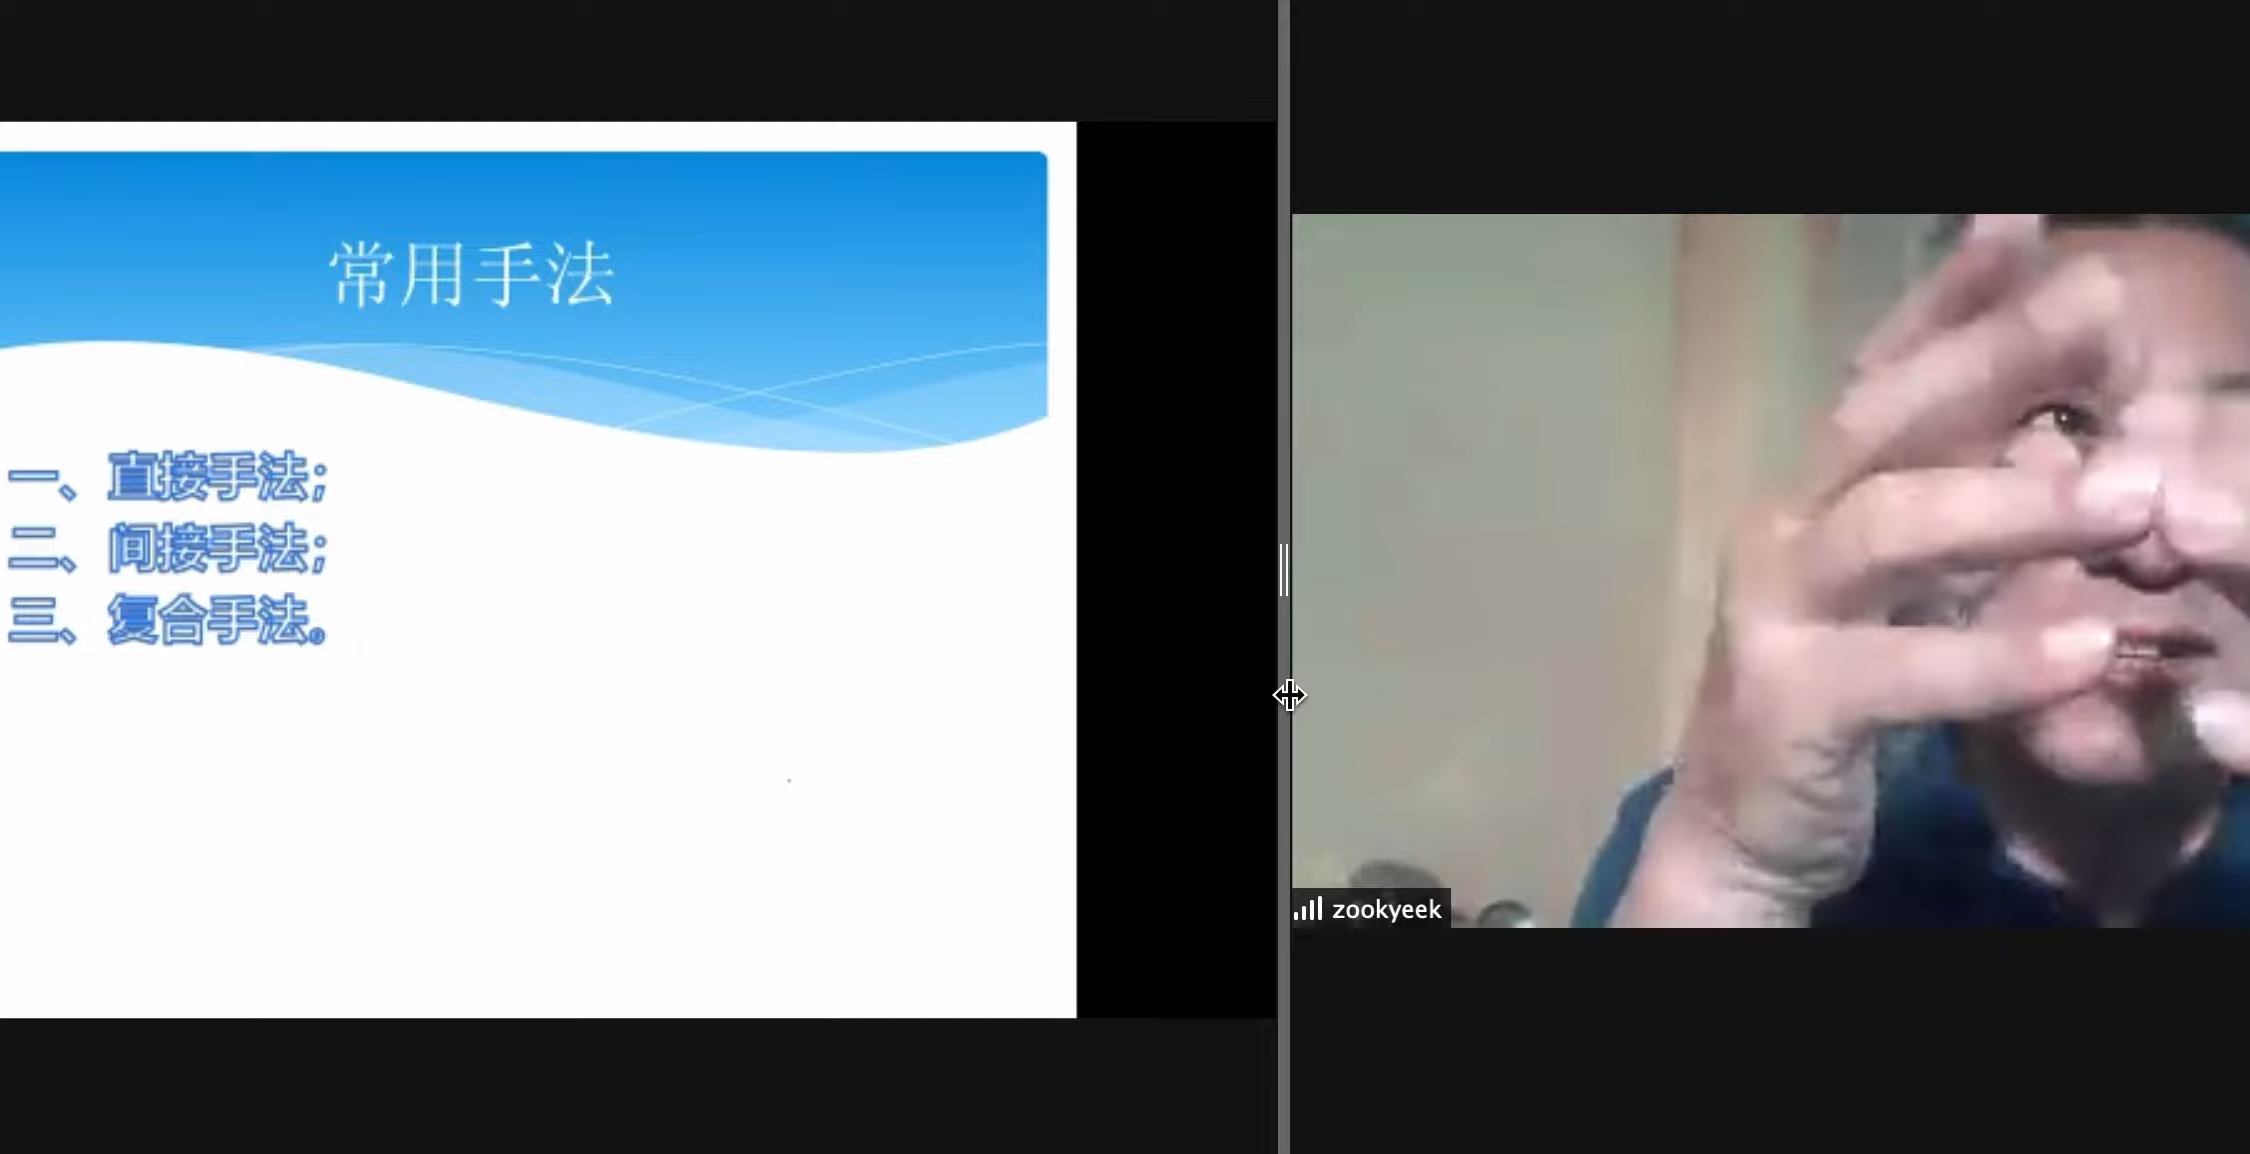 常用手法
一、直接手法;
二、间接手法;
三、复合手法。
zookyeek